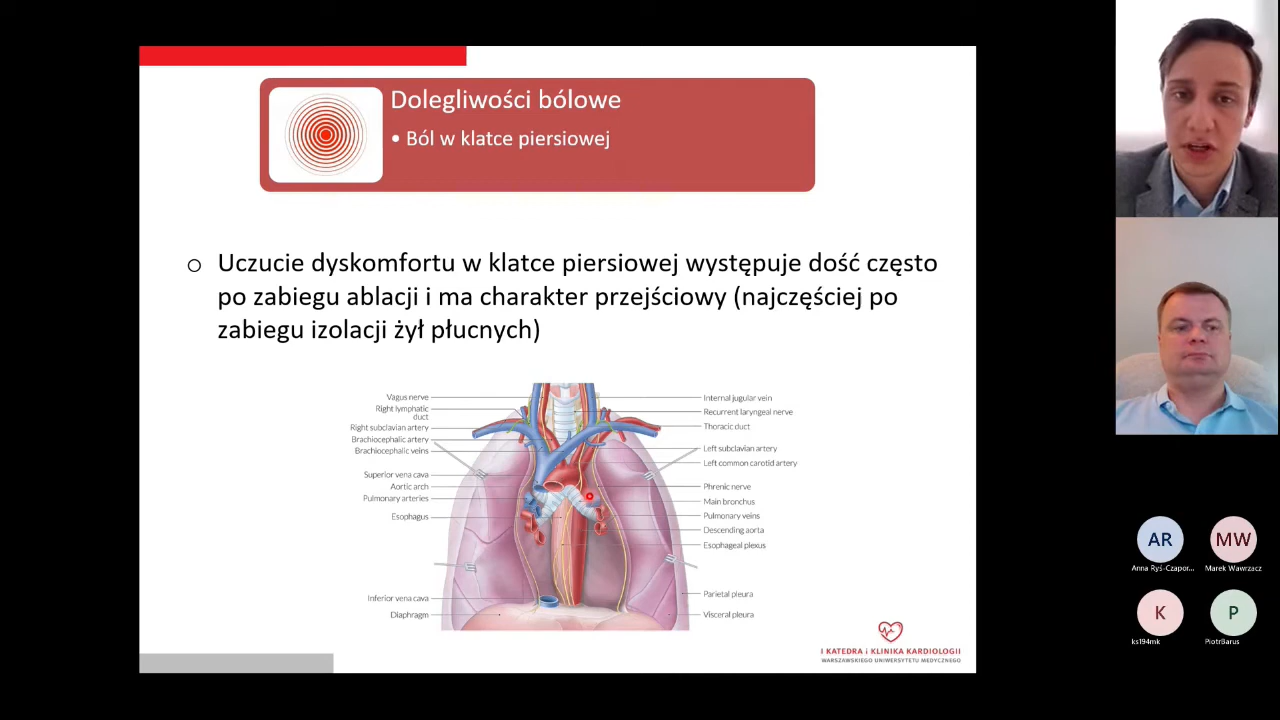 Dolegliwości bólowe
• Ból w klatce piersiowej
o Uczucie dyskomfortu w klatce piersiowej występuje dość często
po zabiegu ablacji i ma charakter przejściowy (najczęściej po
zabiegu izolacji żył płucnych)
Vagus nerve
Right lymphatic
duct
Right subclavian artery
Brachiocephalic artery
Brachiocephalic veins
Superior vena cava
Aortic arch
Pulmonary arteries
Esophagus
Inferior vena cava
Diaphragm
Internal jugular vein
Recurrent laryngeal nerve
Thoracic duct
Left subclavian artery
Left common carotid artery
Phrenic nerve
Main bronchus
Pulmonary veins
Descending aorta
Esophageal plexus
Parietal pleura
Visceral pleura
I KATEDRA i KLINIKA KARDIOLOGII
WARSZAWSKIEGO UNIWERSYTETU MEDYCZNEGO
AR
Anna Ryś-Czapor...
MW
Marek Wawrzacz
K
ks194mk
P
PiotrBarus